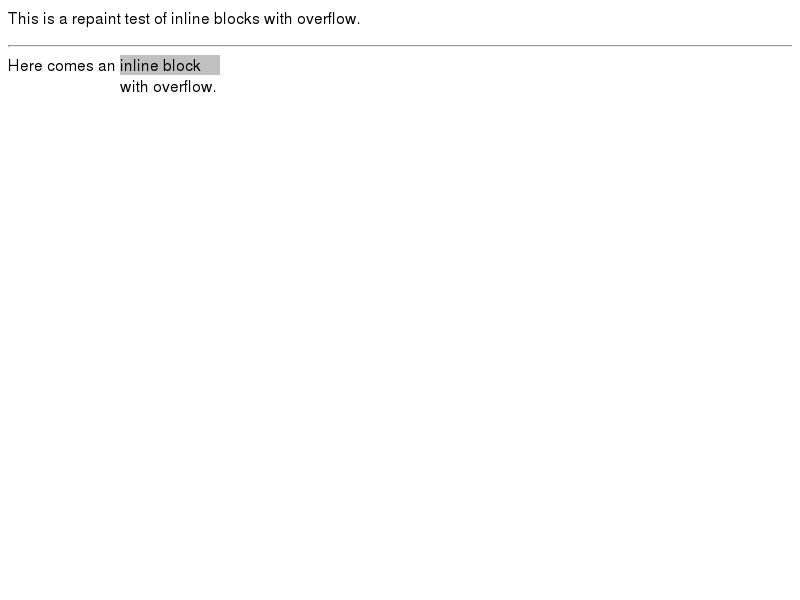 This is a repaint test of inline blocks with overflow.
Here comes an inline block
with overflow.